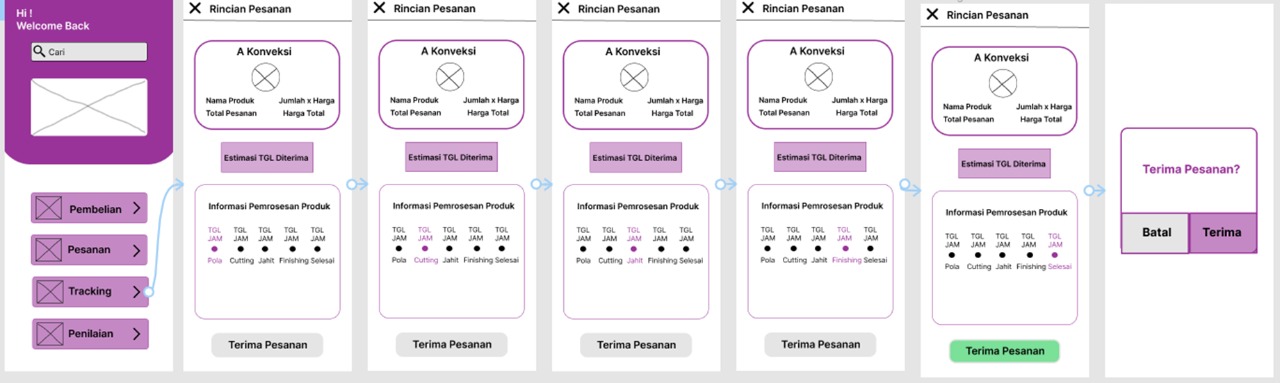 Hi !
Welcome Back
Cari
Pembelian
Pesanan
Tracking
Penilaian
Rincian Pesanan
A Konveksi
Nama Produk Jumlah x Harga
Total Pesanan Harga Total
Estimasi TGL Diterima
Informasi Pemrosesan Produk
TGL TGL TGL TGL TGL
JAM JAM JAM JAM JAM
Pola Cutting Jahit Finishing Selesai
Terima Pesanan
Rincian Pesanan
A Konveksi
Nama Produk Jumlah x Harga
Total Pesanan Harga Total
Estimasi TGL Diterima
Informasi Pemrosesan Produk
TGL TGL TGL TGL TGL
JAM JAM JAM JAM JAM
Pola Cutting Jahit Finishing Selesai
Terima Pesanan
Rincian Pesanan
A Konveksi
Nama Produk Jumlah x Harga
Total Pesanan Harga Total
Estimasi TGL Diterima
Informasi Pemrosesan Produk
TGL TGL TGL TGL TGL
JAM JAM JAM JAM JAM
Pola Cutting Jahit Finishing Selesai
Terima Pesanan
Rincian Pesanan
A Konveksi
Nama Produk Jumlah x Harga
Total Pesanan Harga Total
Estimasi TGL Diterima
Informasi Pemrosesan Produk
TGL TGL TGL TGL TGL
JAM JAM JAM JAM JAM
Pola Cutting Jahit Finishing Selesai
Terima Pesanan
Rincian Pesanan
A Konveksi
Nama Produk Jumlah x Harga
Total Pesanan Harga Total
Estimasi TGL Diterima
Informasi Pemrosesan Produk
TGL TGL TGL TGL TGL
JAM JAM JAM JAM JAM
Pola Cutting Jahit Finishing Selesai
Terima Pesanan
Terima Pesanan?
Batal Terima